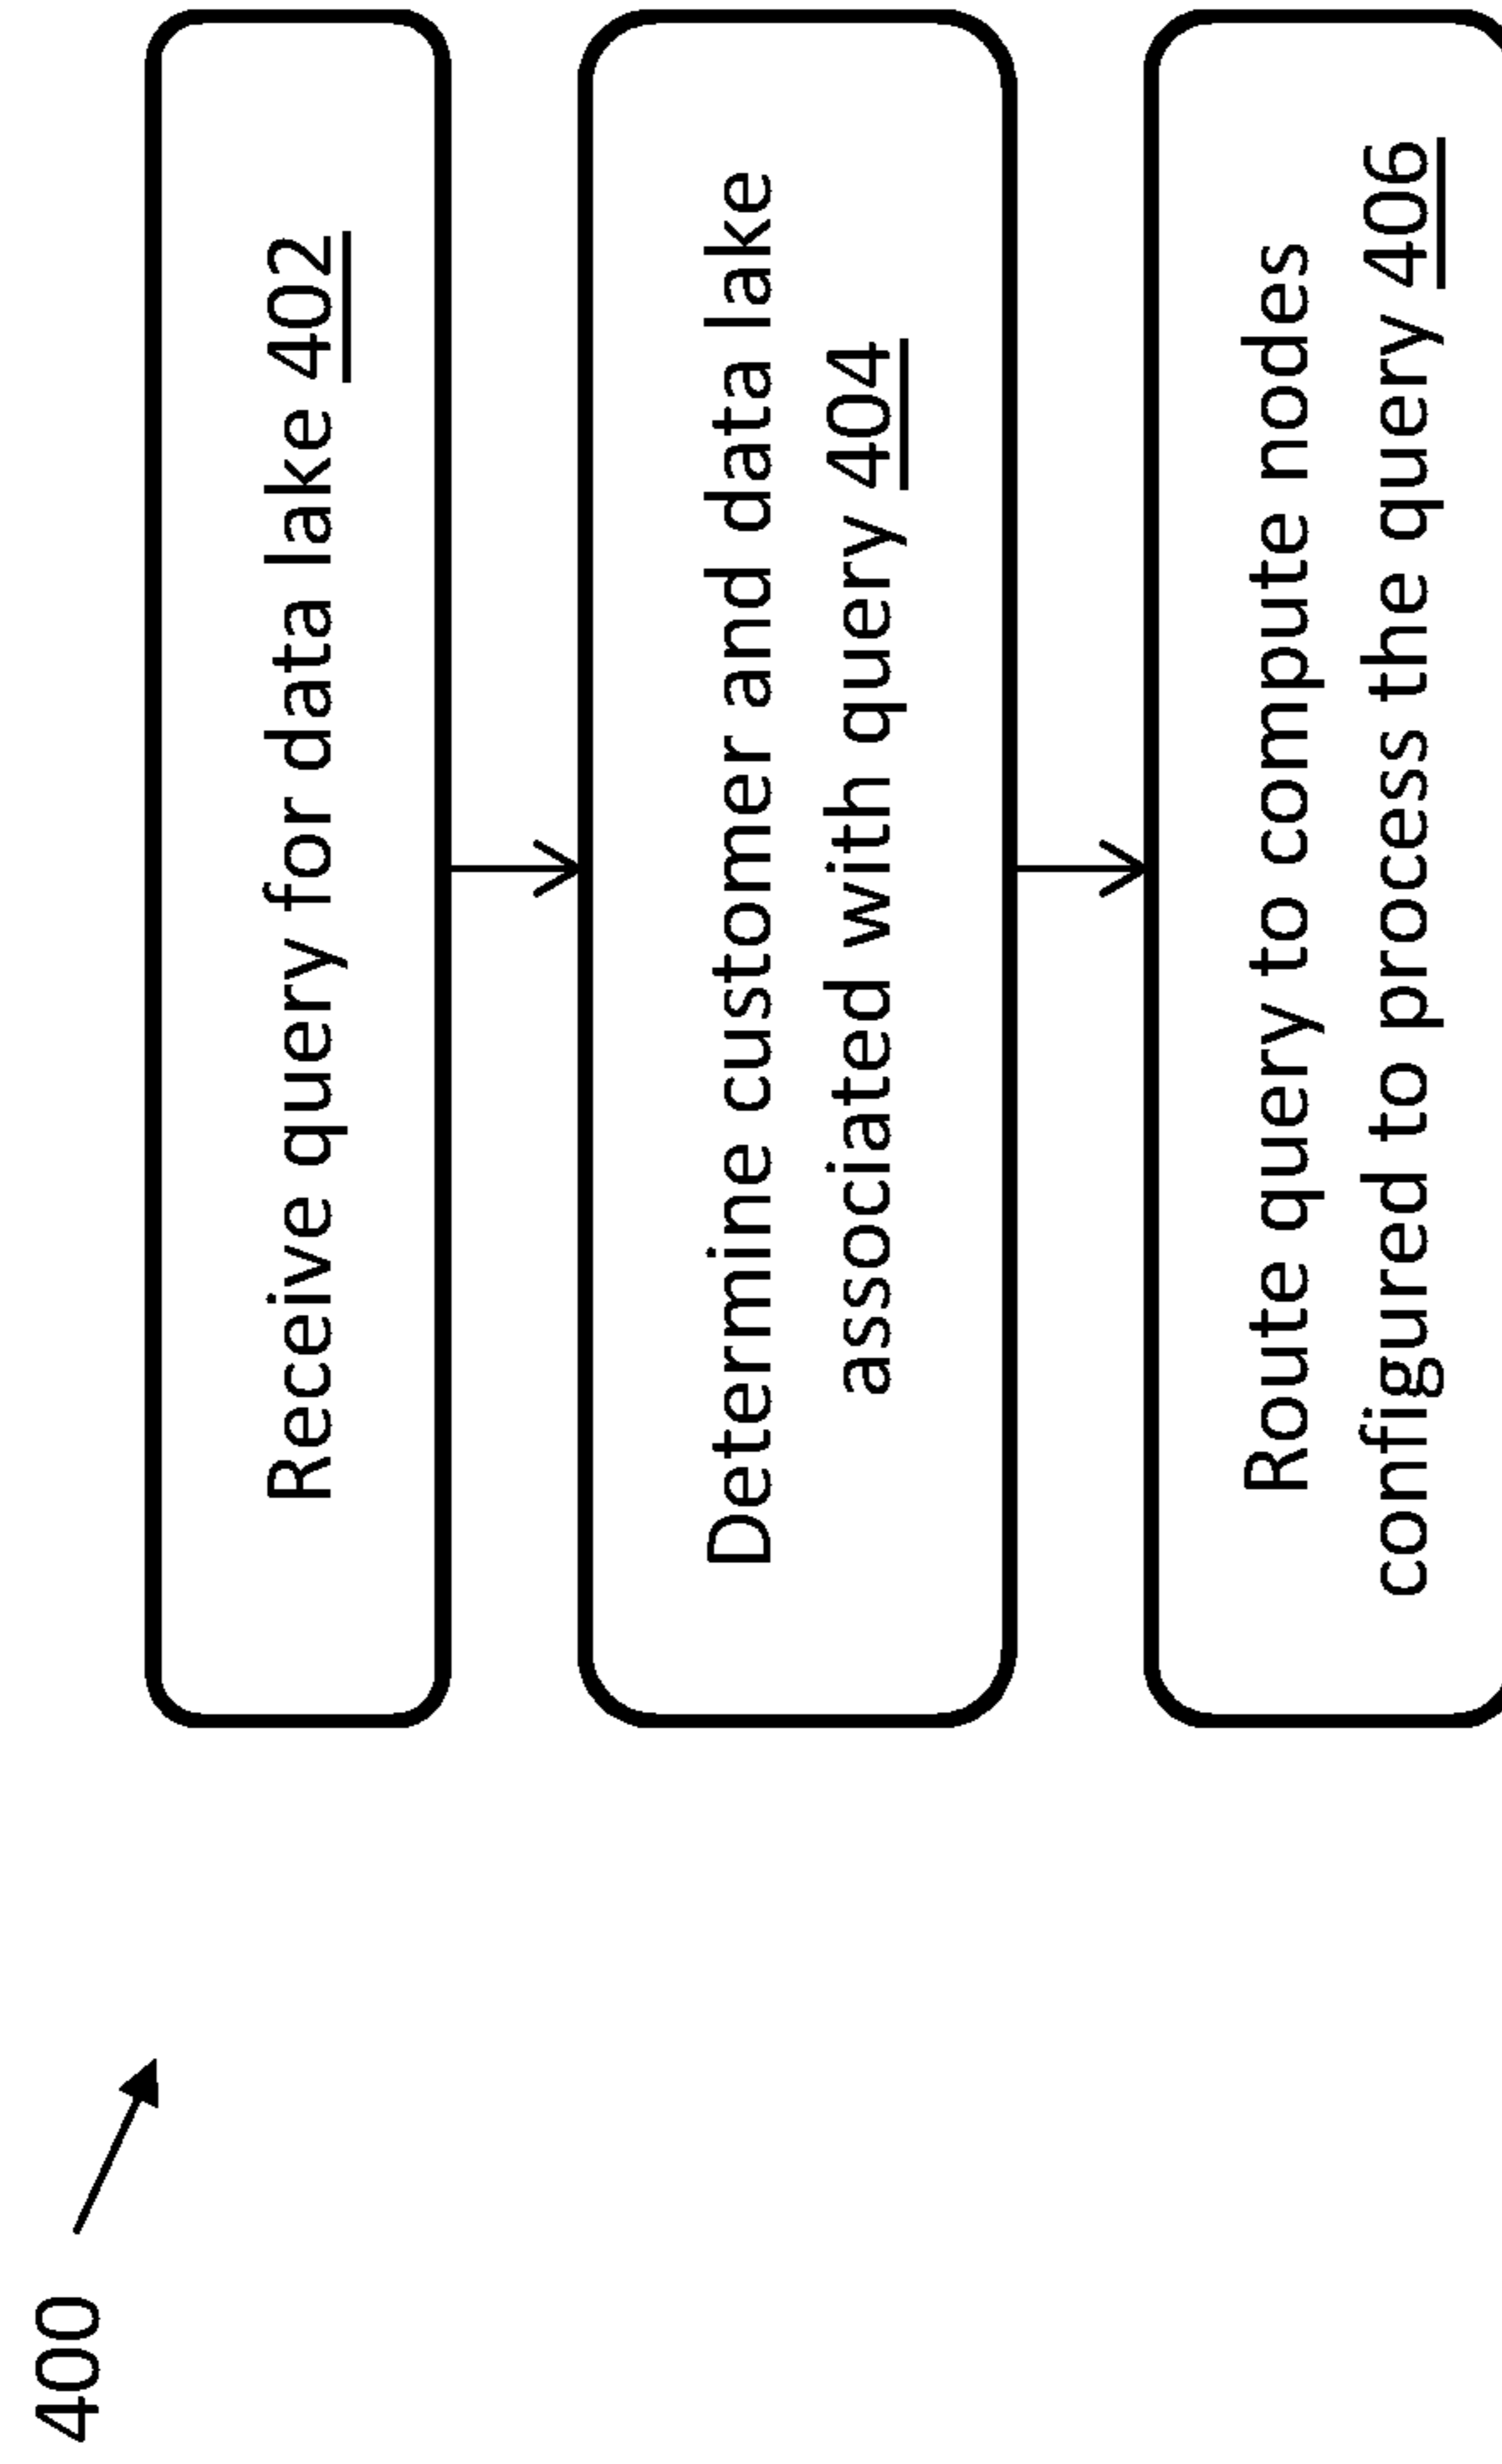 400
Receive query for data lake 402
Determine customer and data lake
associated with query 404
Route query to compute nodes
configured to process the query 406